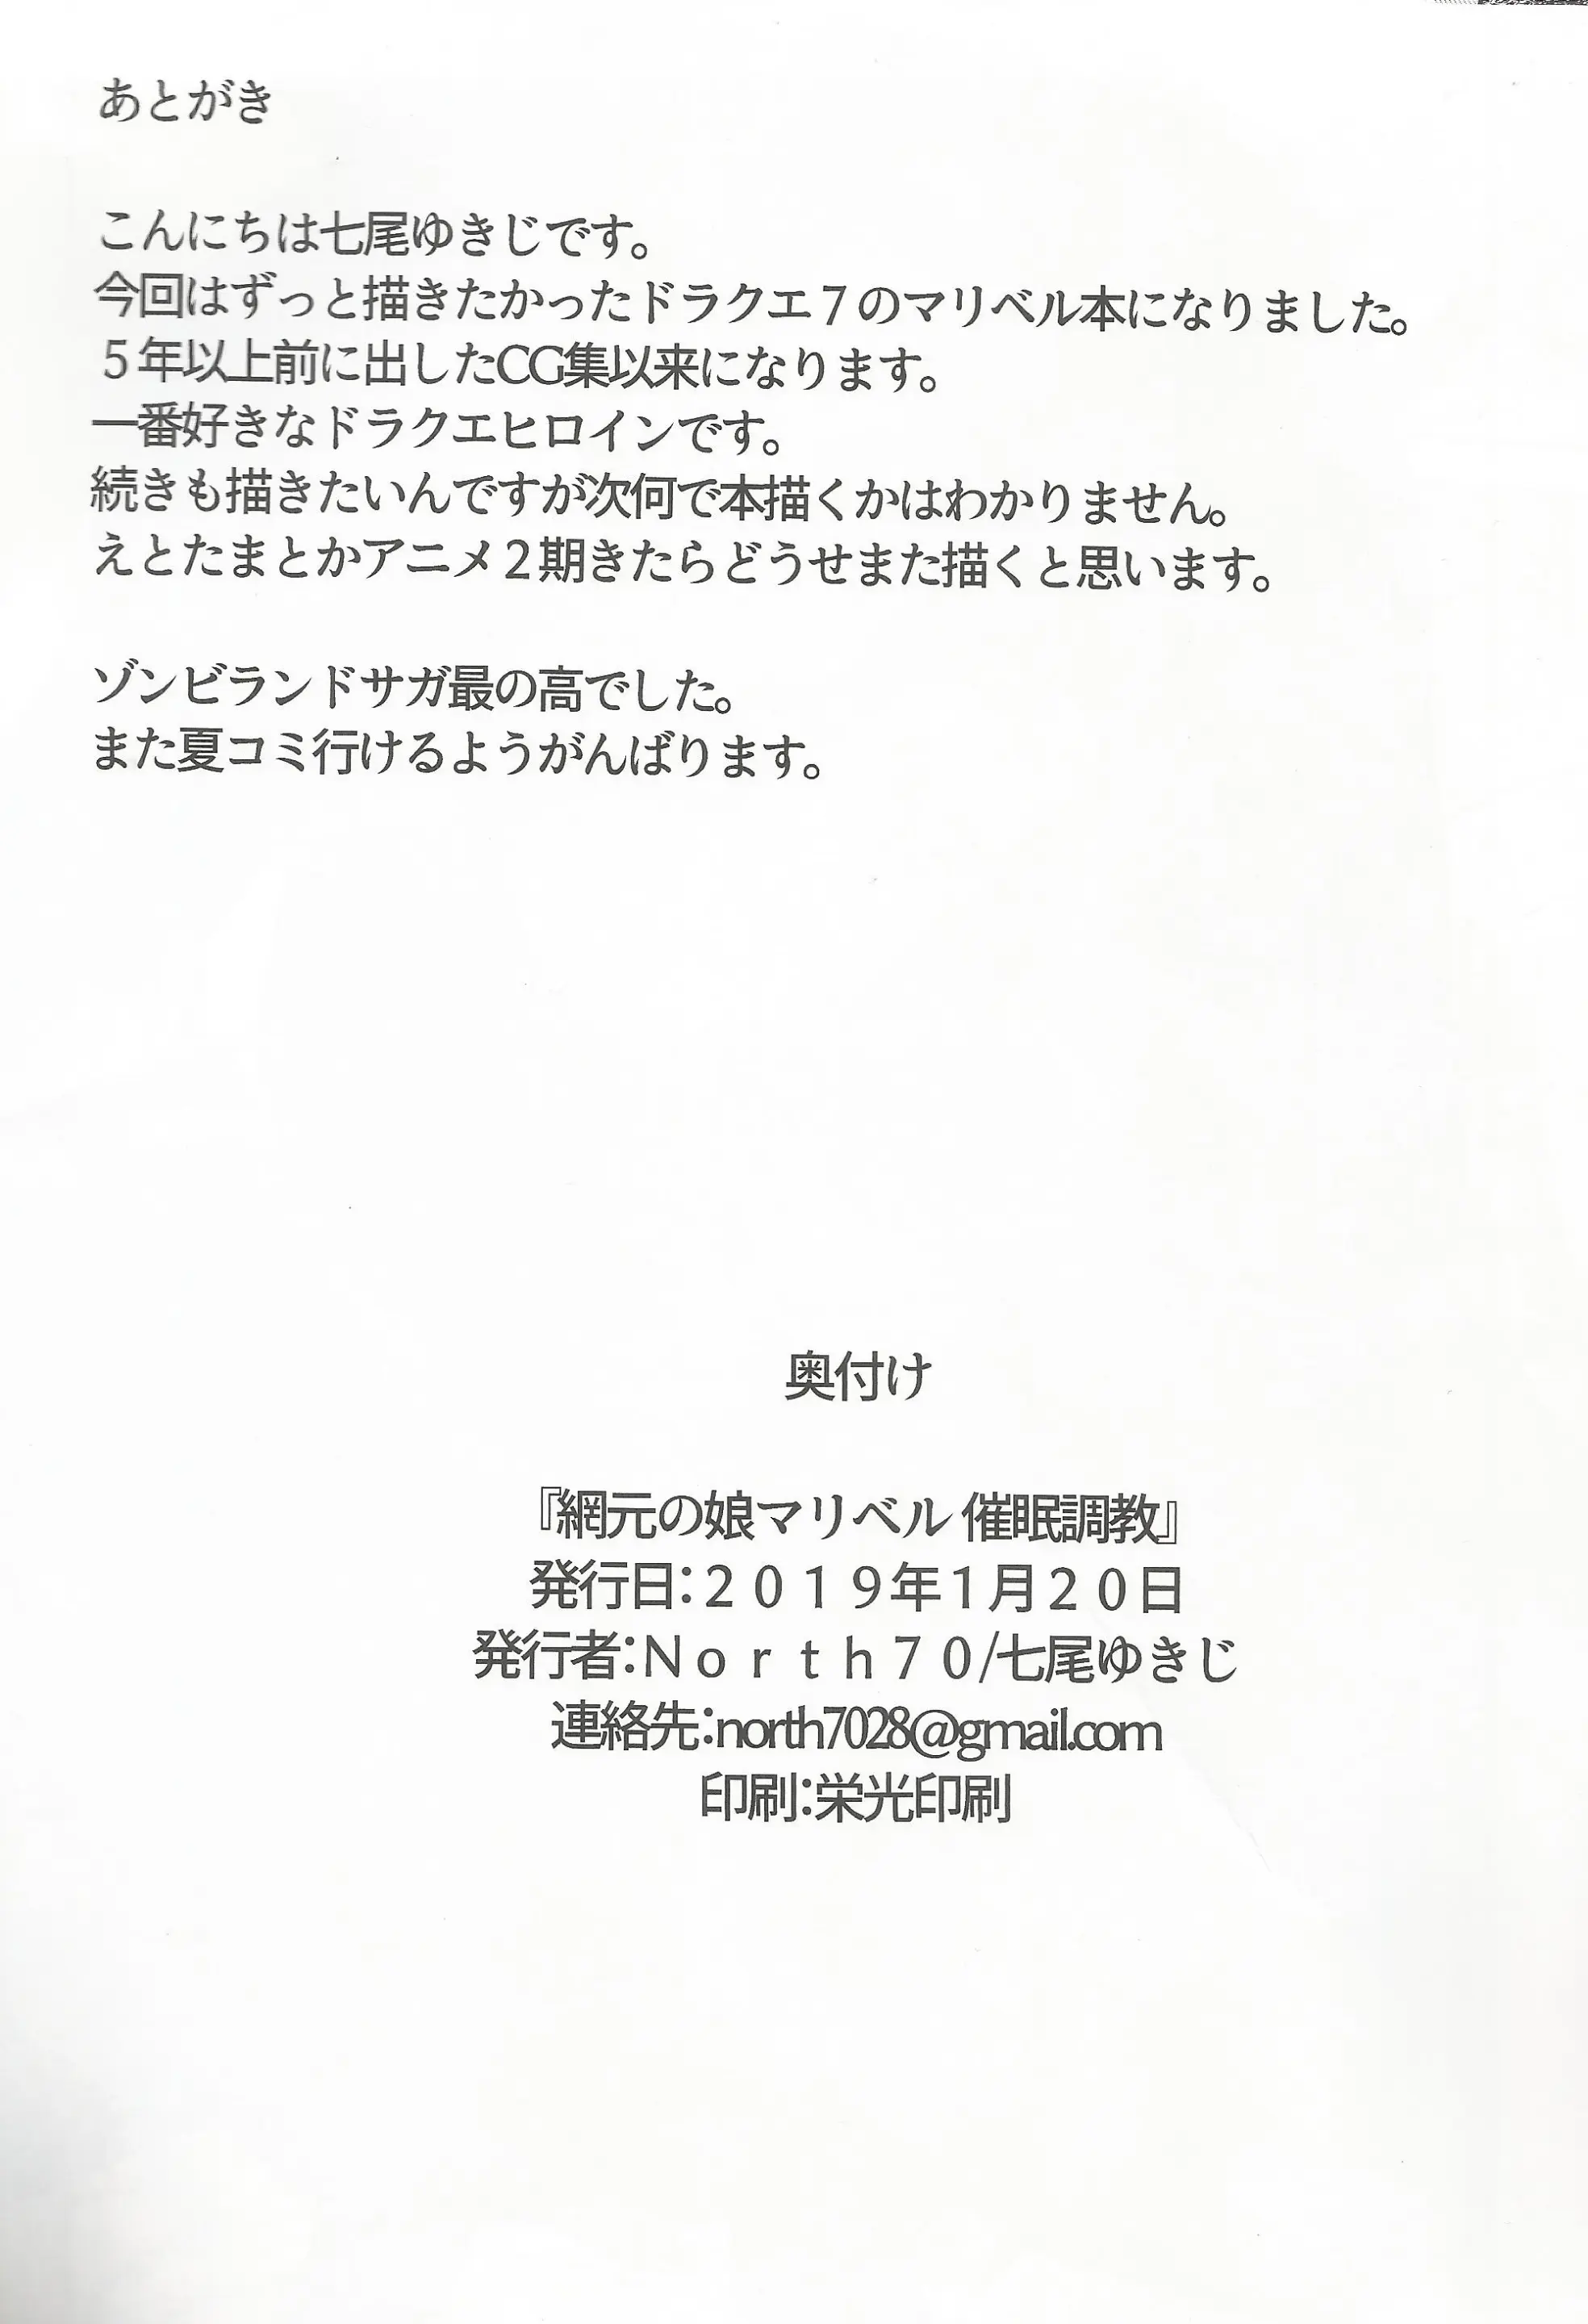 あとがき
こんにちは七尾ゆきじです。
今回はずっと描きたかったドラクエ７のマリベル本になりました。
５年以上前に出したCG集以来になります。
一番好きなドラクエヒロインです。
続きも描きたいんですが次何で本描くかはわかりません。
えとたまとかアニメ２期きたらどうせまた描くと思います。
ゾンビランドサガ最の高でした。
また夏コミ行けるようがんばります。
奥付け
『網元の娘マリベル 催眠調教』
発行日：２０１９年１月２０日
発行者：Ｎｏｒｔｈ７０/七尾ゆきじ
連絡先：north7028@gmail.com
印刷：栄光印刷